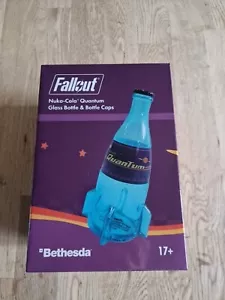 Fallout
Nuka-Cola® Quantum
Glass Bottle & Bottle Caps
Quantum
Bethesda
17+